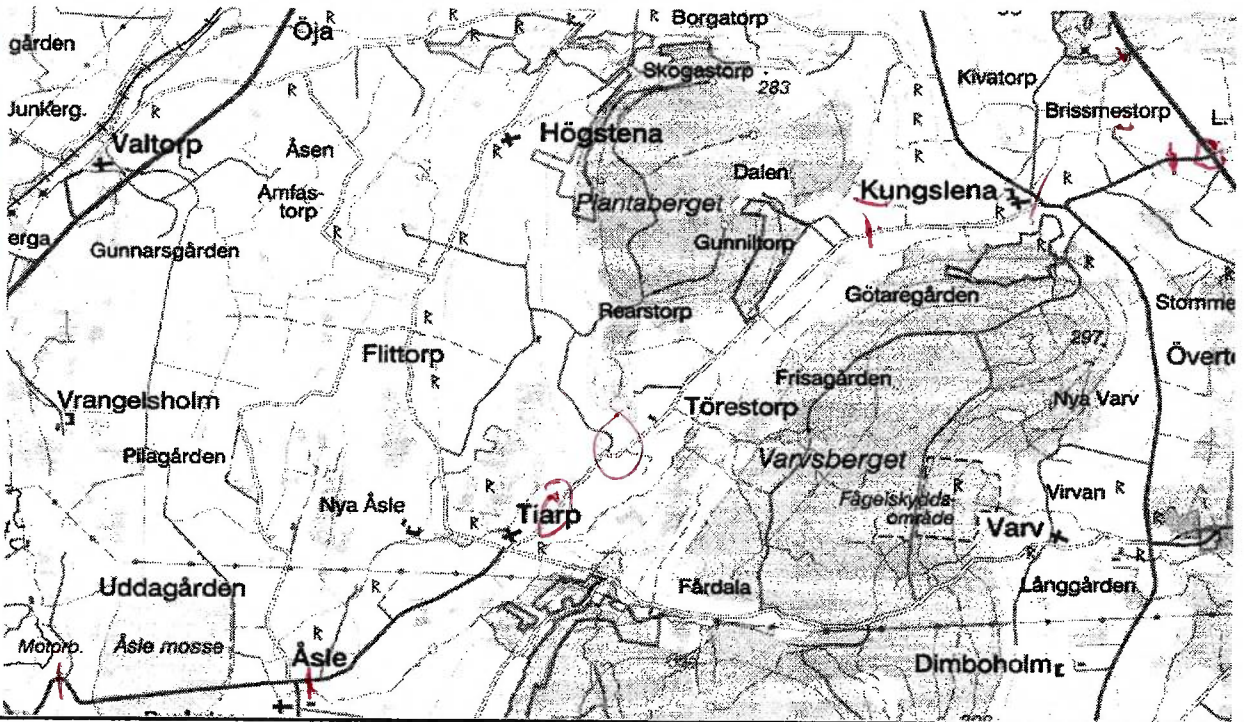 Öja
Borgatorp
gården
Skogastorp
283
Kivatorp
Junkerg.
Brissmestorp
L.
Valtorp
Högstena
Åsen
Dalen
Amfas-
torp
Kungslena
Plantaberget
erga
Gunnarsgården
Gunniltorp
Götaregården
Stomme
Rearstorp
297
Flittorp
Överto
Frisagården
Vrangelsholm
Nya Varv
Törestorp
Pilagården
Varvsberget
Nya Åsle
Fågelskydds-
område
Virvan
Tiarp
Varv
Uddagården
Fårdala
Långgården
Motorp.
Åsle mosse
Åsle
Dimboholm